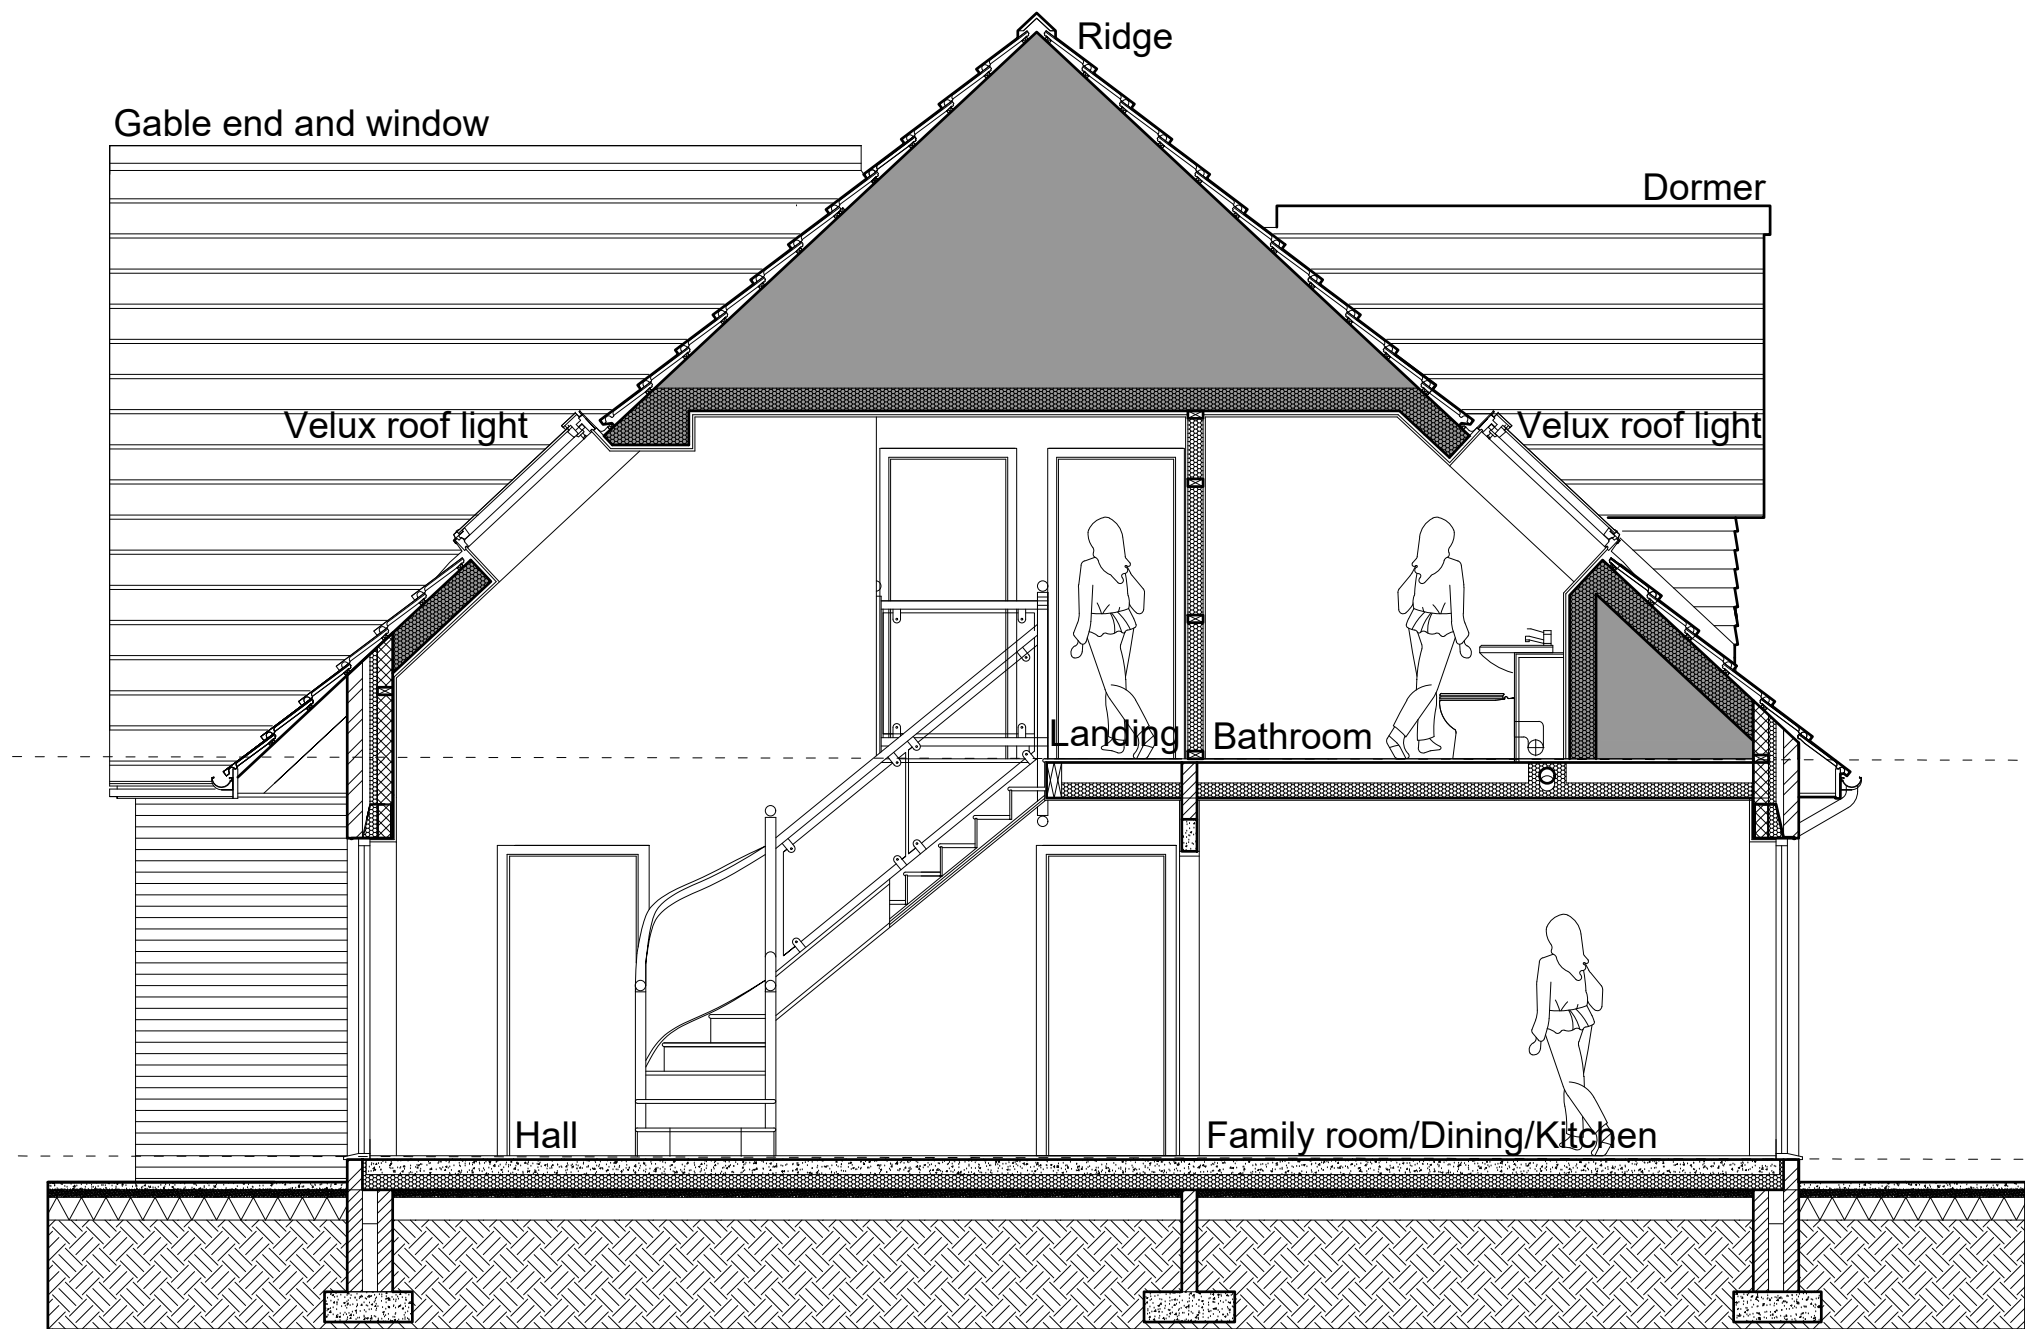 Ridge
Gable end and window
Dormer
Velux roof light
Velux roof light
Landing
Bathroom
Hall
Family room/Dining/Kitchen